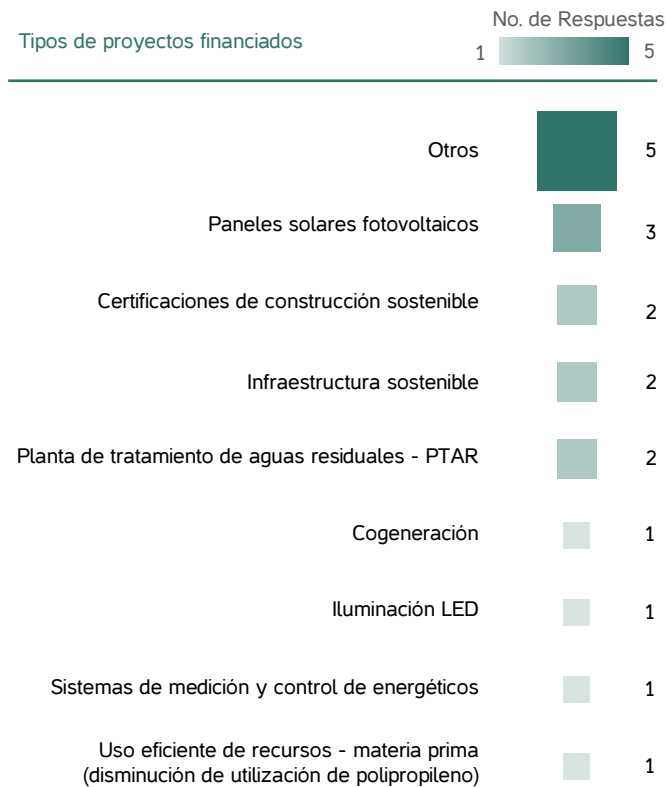 Tipos de proyectos financiados
No. de Respuestas
1 5
Otros 5
Paneles solares fotovoltaicos 3
Certificaciones de construcción sostenible 2
Infraestructura sostenible 2
Planta de tratamiento de aguas residuales - PTAR 2
Cogeneración 1
Iluminación LED 1
Sistemas de medición y control de energéticos 1
Uso eficiente de recursos - materia prima
(disminución de utilización de polipropileno) 1